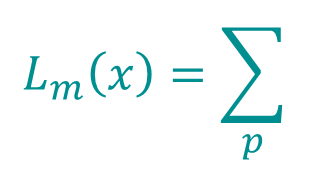 L_m(x) = ∑_p